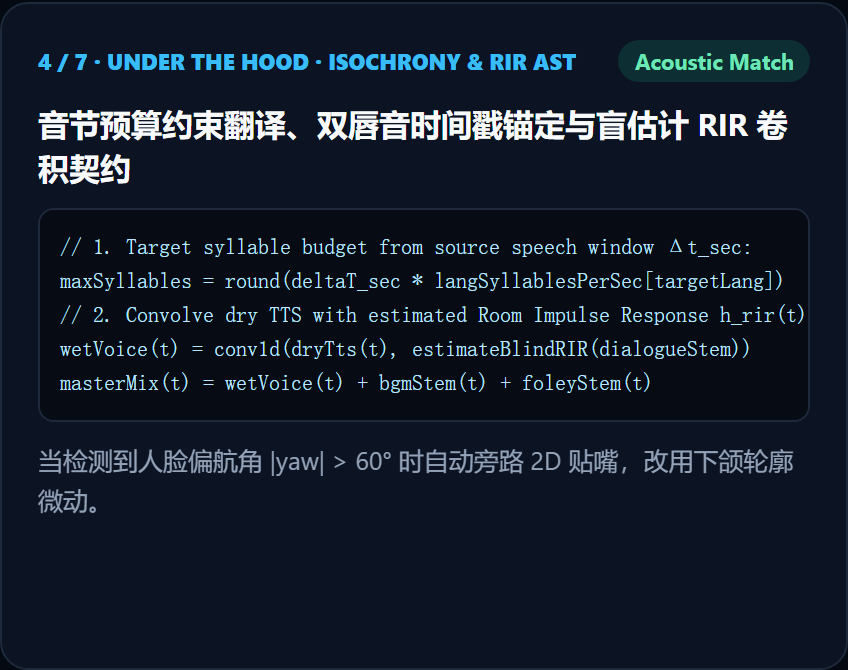 4 / 7 · UNDER THE HOOD · ISOCHRONY & RIR AST
Acoustic Match
音节预算约束翻译、双唇音时间戳锚定与盲估计 RIR 卷
积契约
// 1. Target syllable budget from source speech window Δt_sec:
maxSyllables = round(deltaT_sec * langSyllablesPerSec[targetLang])
// 2. Convolve dry TTS with estimated Room Impulse Response h_rir(t)
wetVoice(t) = conv1d(dryTts(t), estimateBlindRIR(dialogueStem))
masterMix(t) = wetVoice(t) + bgmStem(t) + foleyStem(t)
当检测到人脸偏航角 |yaw| > 60° 时自动旁路 2D 贴嘴，改用下颌轮廓
微动。